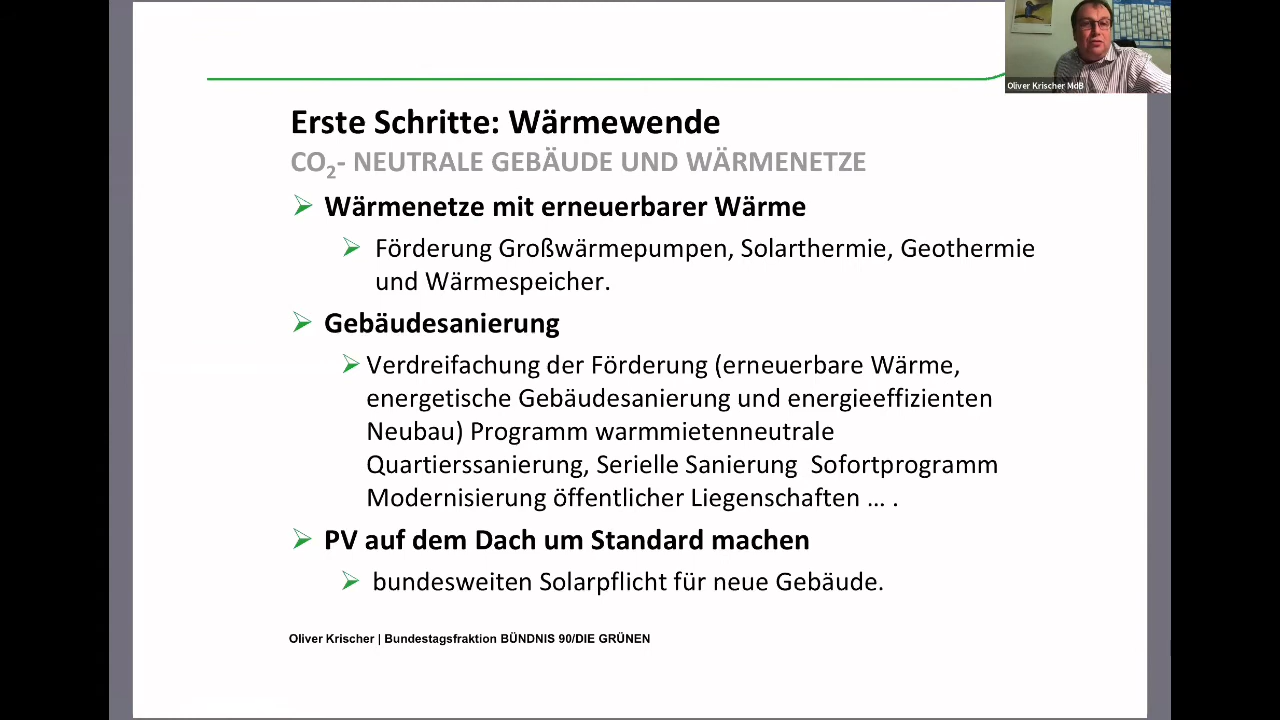 Oliver Krischer MdB
Erste Schritte: Wärmewende
CO2- NEUTRALE GEBÄUDE UND WÄRMENETZE
Wärmenetze mit erneuerbarer Wärme
Förderung Großwärmepumpen, Solarthermie, Geothermie
und Wärmespeicher.
Gebäudesanierung
Verdreifachung der Förderung (erneuerbare Wärme,
energetische Gebäudesanierung und energieeffizienten
Neubau) Programm warmmietenneutrale
Quartierssanierung, Serielle Sanierung  Sofortprogramm
Modernisierung öffentlicher Liegenschaften … .
PV auf dem Dach um Standard machen
bundesweiten Solarpflicht für neue Gebäude.
Oliver Krischer | Bundestagsfraktion BÜNDNIS 90/DIE GRÜNEN